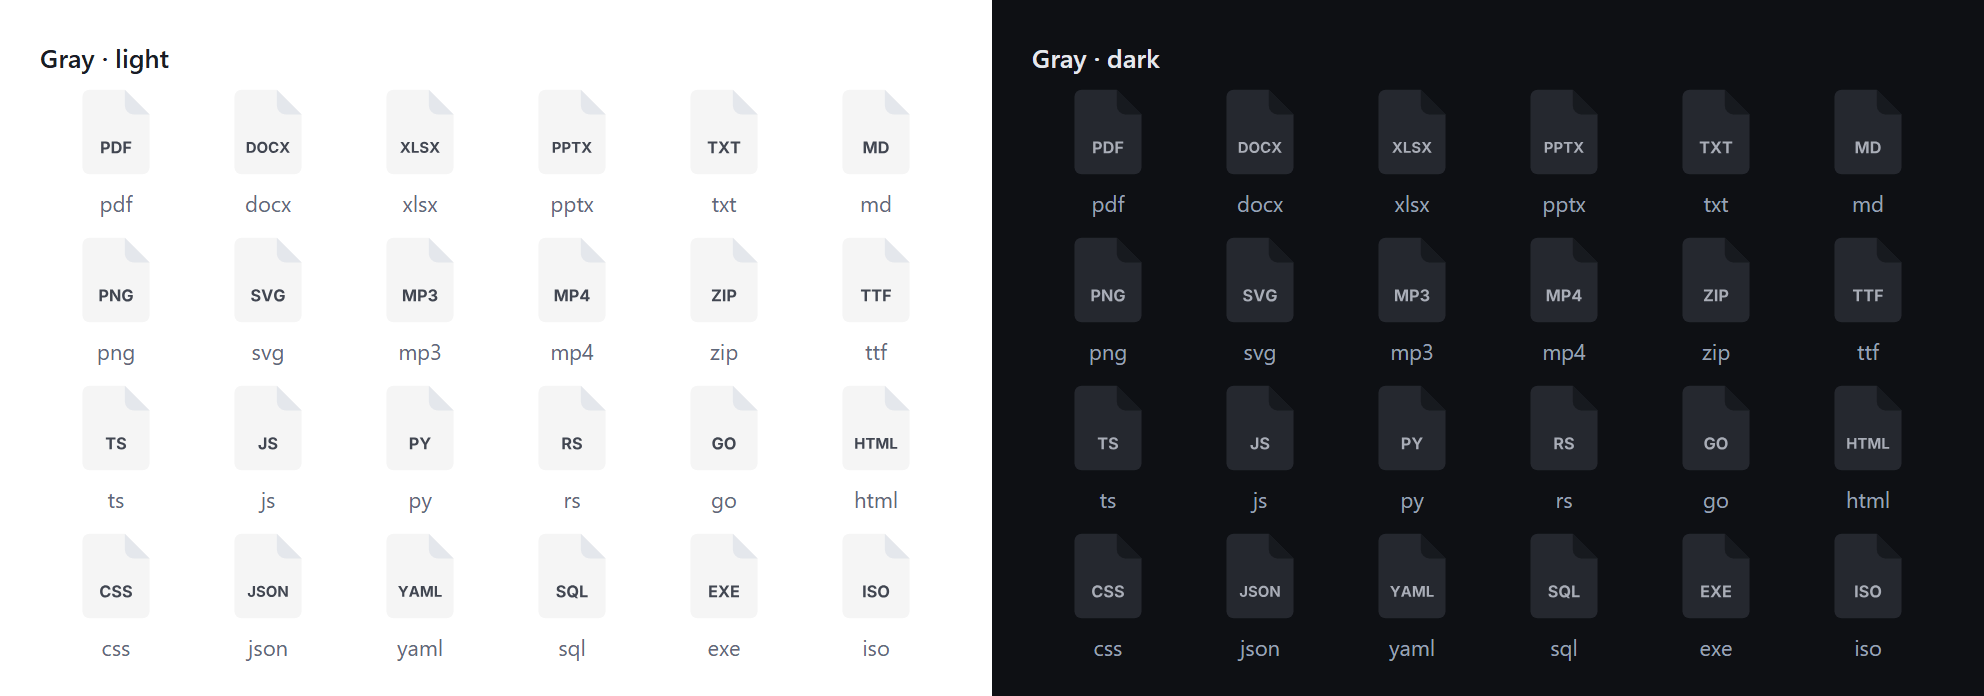 Gray · light
PDF DOCX XLSX PPTX TXT MD
pdf docx xlsx pptx txt md
PNG SVG MP3 MP4 ZIP TTF
png svg mp3 mp4 zip ttf
TS JS PY RS GO HTML
ts js py rs go html
CSS JSON YAML SQL EXE ISO
css json yaml sql exe iso
Gray · dark
PDF DOCX XLSX PPTX TXT MD
pdf docx xlsx pptx txt md
PNG SVG MP3 MP4 ZIP TTF
png svg mp3 mp4 zip ttf
TS JS PY RS GO HTML
ts js py rs go html
CSS JSON YAML SQL EXE ISO
css json yaml sql exe iso